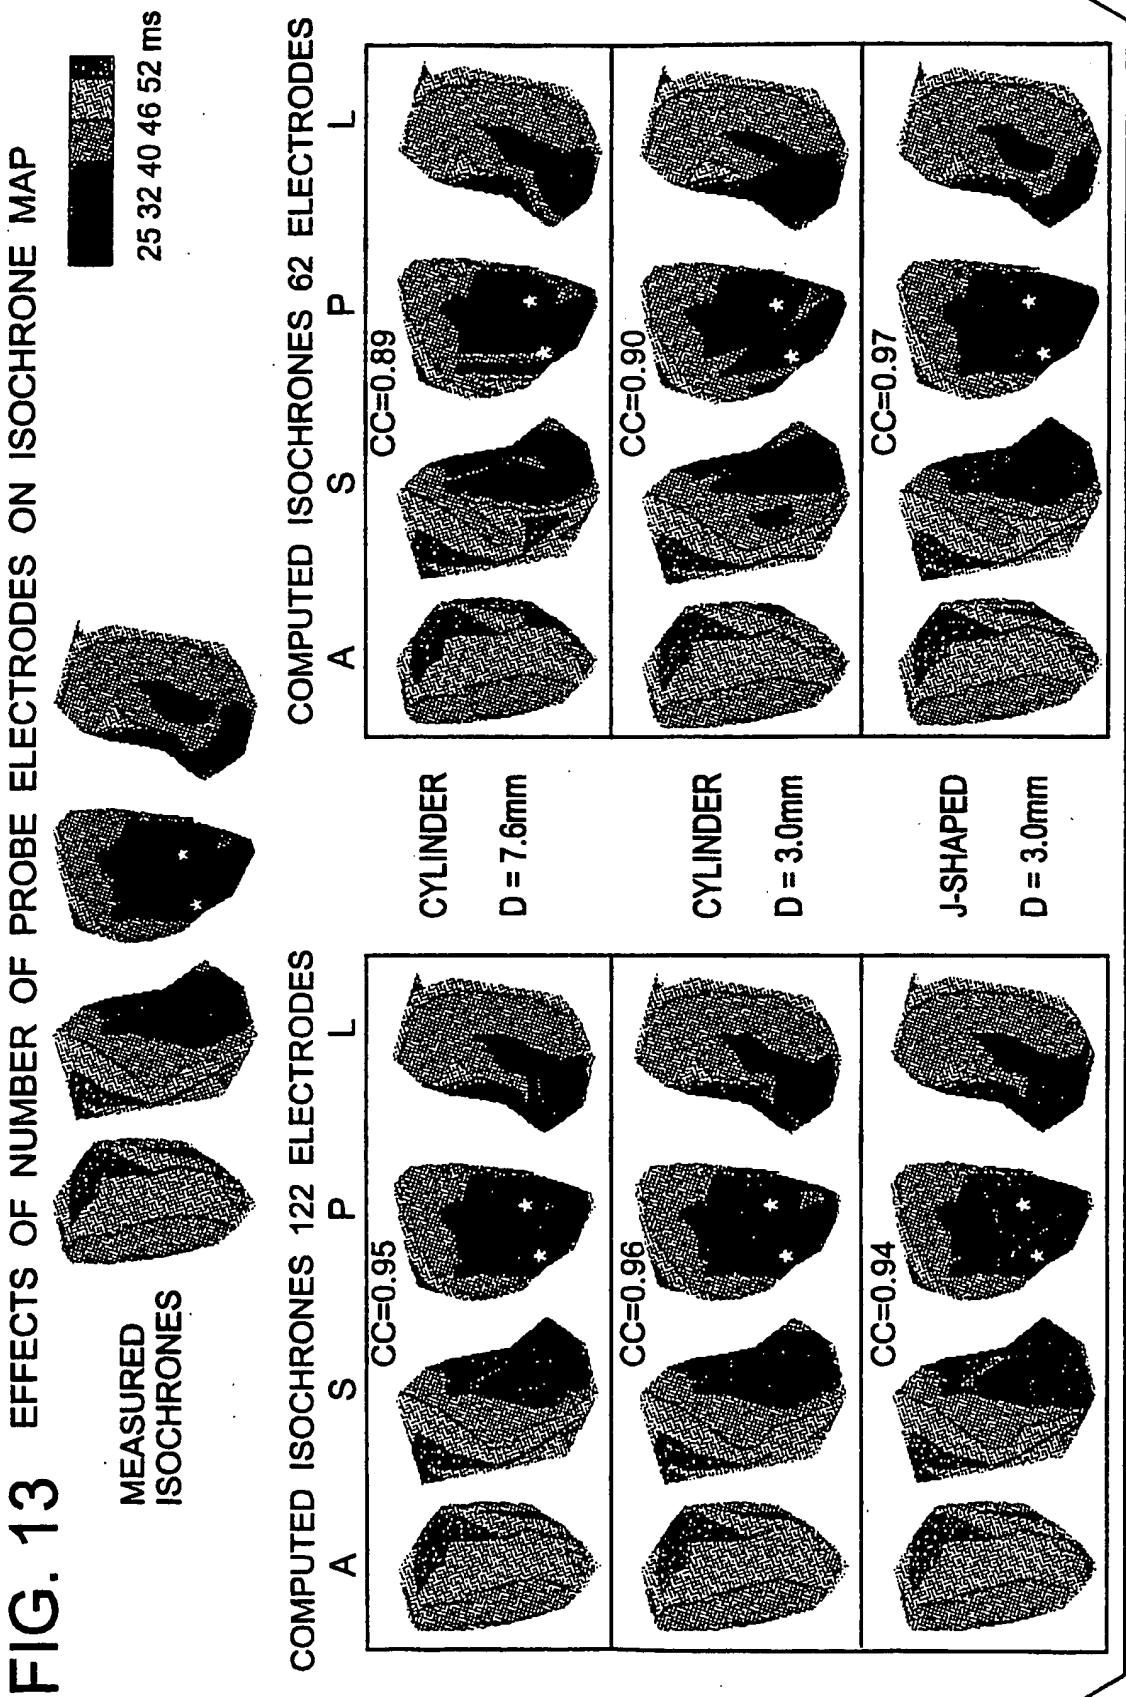 FIG. 13 EFFECTS OF NUMBER OF PROBE ELECTRODES ON ISOCHRONE MAP
MEASURED
ISOCHRONES
25 32 40 46 52 ms
COMPUTED ISOCHRONES 122 ELECTRODES
A S P L
CC=0.95
CC=0.96
CC=0.94
CYLINDER
D = 7.6mm
CYLINDER
D = 3.0mm
J-SHAPED
D = 3.0mm
COMPUTED ISOCHRONES 62 ELECTRODES
A S P L
CC=0.89
CC=0.90
CC=0.97